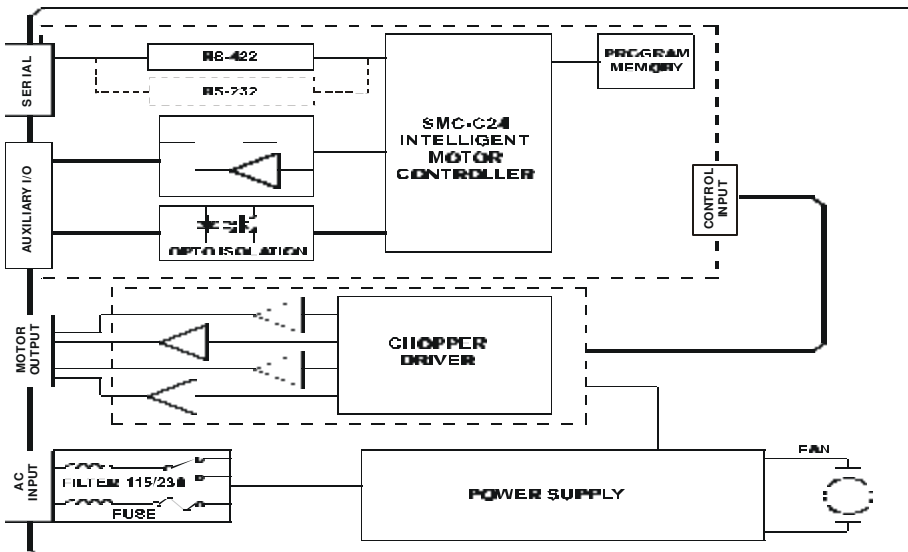 SERIAL
RS-422
RS-232
PROGRAM
MEMORY
SMC-C24
INTELLIGENT
MOTOR
CONTROLLER
AUXILIARY I/O
OPTO ISOLATION
CONTROL
INPUT
MOTOR
OUTPUT
CHOPPER
DRIVER
AC
INPUT
FILTER 115/230
FUSE
POWER SUPPLY
FAN